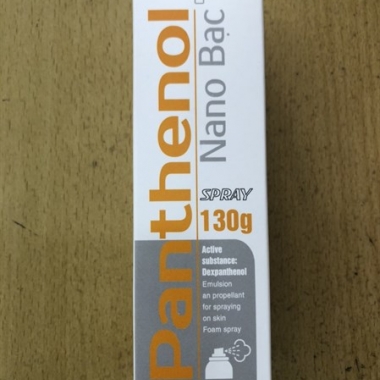 Panthenol
Nano Bạc
SPRAY
130g
Active
substance:
Dexpanthenol
Emulsion
an propellant
for spraying
on skin
Foam spray